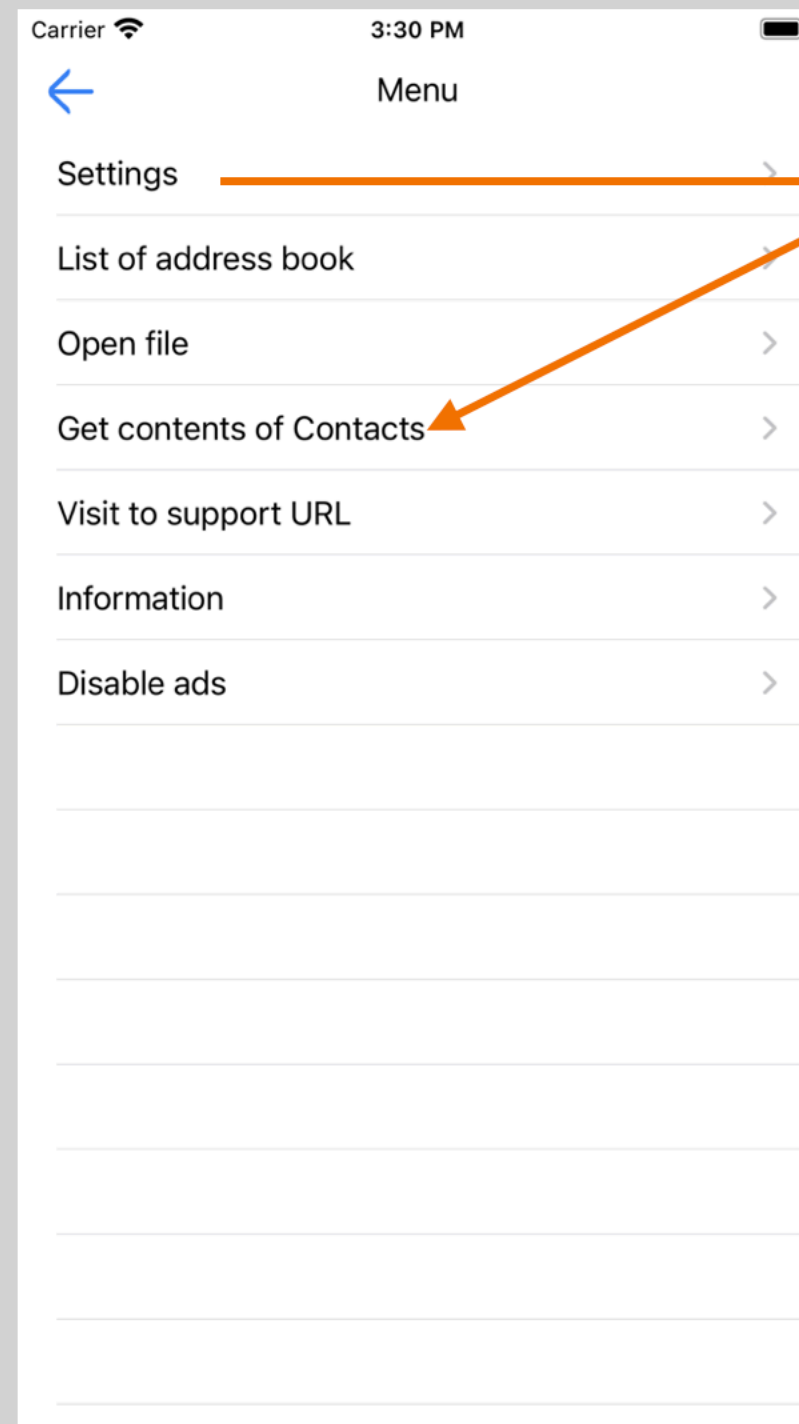 Carrier
3:30 PM
Menu
Settings
List of address book
Open file
Get contents of Contacts
Visit to support URL
Information
Disable ads